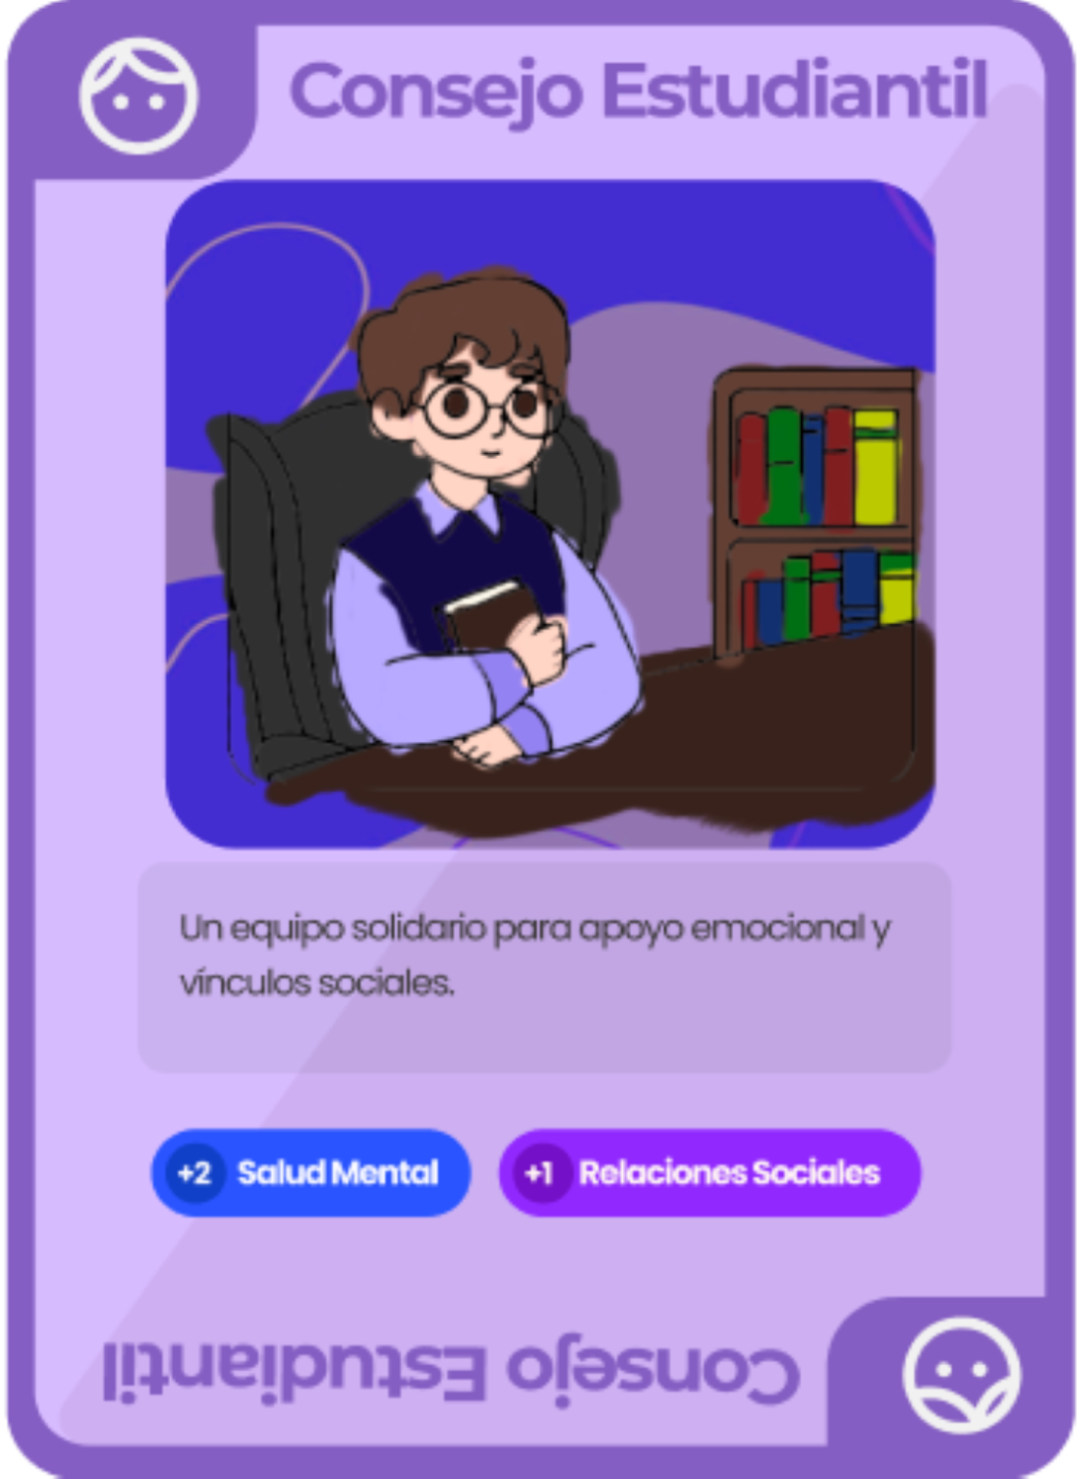 Consejo Estudiantil
Un equipo solidario para apoyo emocional y
vínculos sociales.
+2 Salud Mental
+1 Relaciones Sociales
Consejo Estudiantil